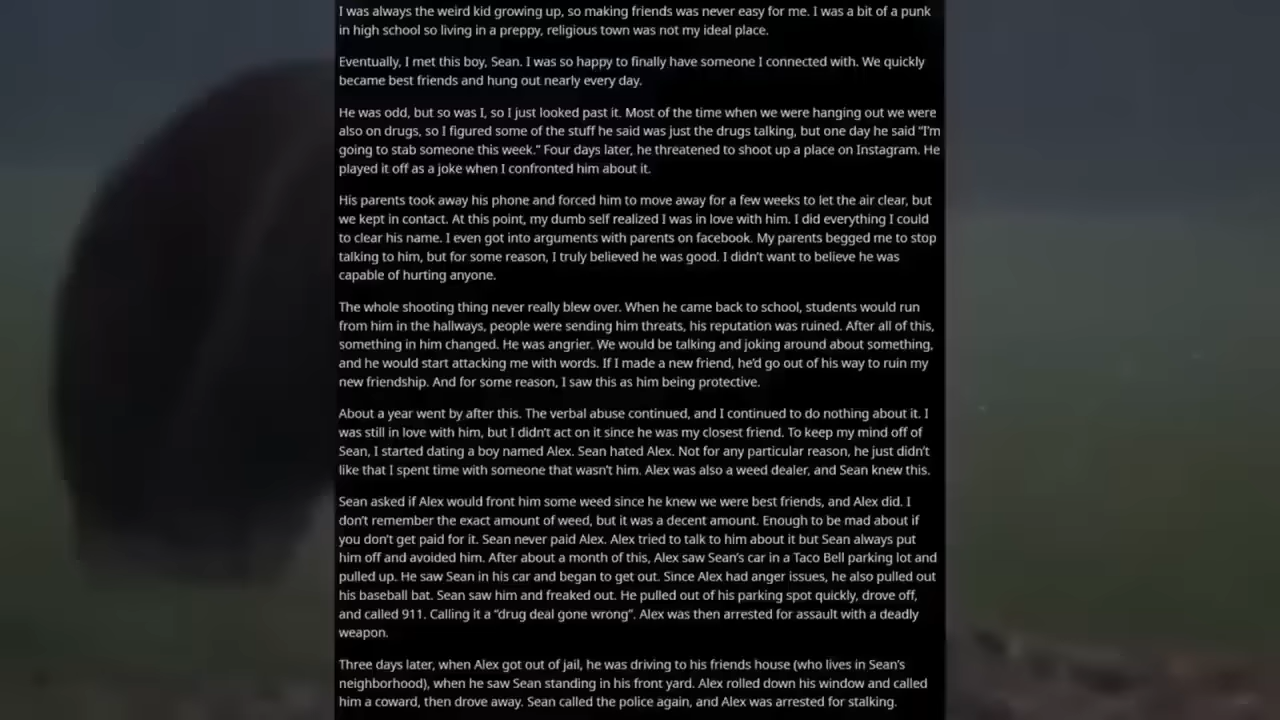 I was always the weird kid growing up, so making friends was never easy for me. I was a bit of a punk
in high school so living in a preppy, religious town was not my ideal place.
Eventually, I met this boy, Sean. I was so happy to finally have someone I connected with. We quickly
became best friends and hung out nearly every day.
He was odd, but so was I, so I just looked past it. Most of the time when we were hanging out we were
also on drugs, so I figured some of the stuff he said was just the drugs talking, but one day he said “I’m
going to stab someone this week.” Four days later, he threatened to shoot up a place on Instagram. He
played it off as a joke when I confronted him about it.
His parents took away his phone and forced him to move away for a few weeks to let the air clear, but
we kept in contact. At this point, my dumb self realized I was in love with him. I did everything I could
to clear his name. I even got into arguments with parents on facebook. My parents begged me to stop
talking to him, but for some reason, I truly believed he was good. I didn’t want to believe he was
capable of hurting anyone.
The whole shooting thing never really blew over. When he came back to school, students would run
from him in the hallways, people were sending him threats, his reputation was ruined. After all of this,
something in him changed. He was angrier. We would be talking and joking around about something,
and he would start attacking me with words. If I made a new friend, he’d go out of his way to ruin my
new friendship. And for some reason, I saw this as him being protective.
About a year went by after this. The verbal abuse continued, and I continued to do nothing about it. I
was still in love with him, but I didn’t act on it since he was my closest friend. To keep my mind off of
Sean, I started dating a boy named Alex. Sean hated Alex. Not for any particular reason, he just didn’t
like that I spent time with someone that wasn’t him. Alex was also a weed dealer, and Sean knew this.
Sean asked if Alex would front him some weed since he knew we were best friends, and Alex did. I
don’t remember the exact amount of weed, but it was a decent amount. Enough to be mad about if
you don’t get paid for it. Sean never paid Alex. Alex tried to talk to him about it but Sean always put
him off and avoided him. After about a month of this, Alex saw Sean’s car in a Taco Bell parking lot and
pulled up. He saw Sean in his car and began to get out. Since Alex had anger issues, he also pulled out
his baseball bat. Sean saw him and freaked out. He pulled out of his parking spot quickly, drove off,
and called 911. Calling it a “drug deal gone wrong”. Alex was then arrested for assault with a deadly
weapon.
Three days later, when Alex got out of jail, he was driving to his friends house (who lives in Sean’s
neighborhood), when he saw Sean standing in his front yard. Alex rolled down his window and called
him a coward, then drove away. Sean called the police again, and Alex was arrested for stalking.